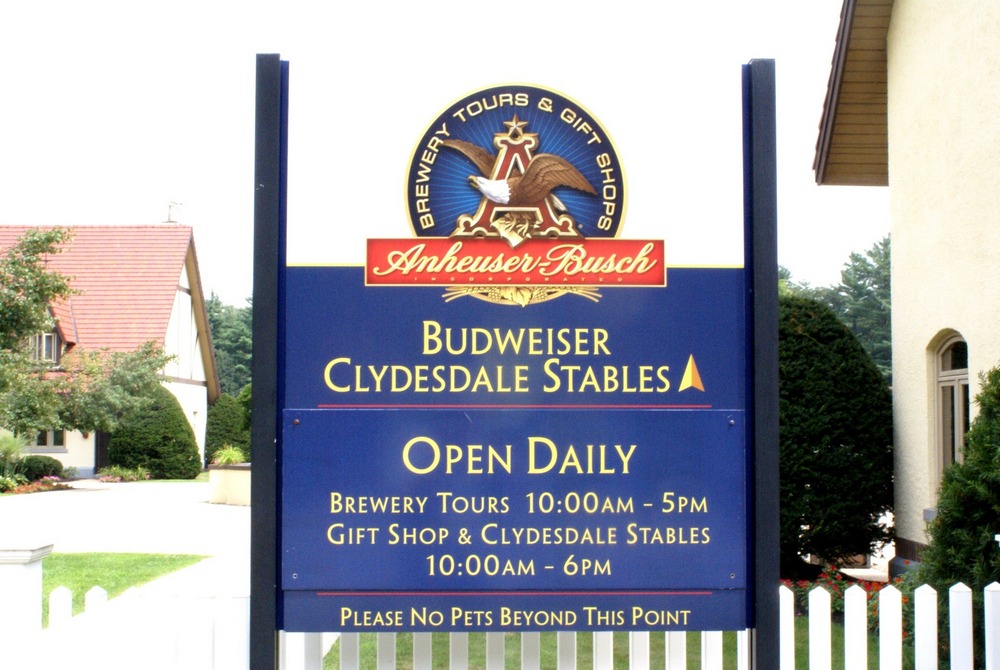 BREWERY TOURS & GIFT SHOPS
A
Anheuser-Busch
INCORPORATED
BUDWEISER
CLYDESDALE STABLES
OPEN DAILY
BREWERY TOURS 10:00AM - 5PM
GIFT SHOP & CLYDESDALE STABLES
10:00AM - 6PM
PLEASE NO PETS BEYOND THIS POINT